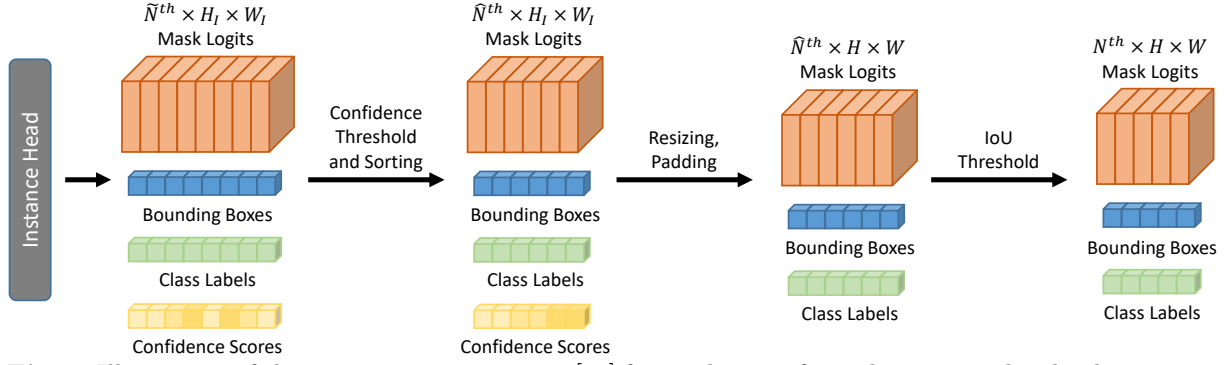 Instance Head
Ñ^{th} × H_I × W_I
Mask Logits
Bounding Boxes
Class Labels
Confidence Scores
Confidence
Threshold
and Sorting
N̂^{th} × H_I × W_I
Mask Logits
Bounding Boxes
Class Labels
Confidence Scores
Resizing,
Padding
N̂^{th} × H × W
Mask Logits
Bounding Boxes
Class Labels
IoU
Threshold
N^{th} × H × W
Mask Logits
Bounding Boxes
Class Labels